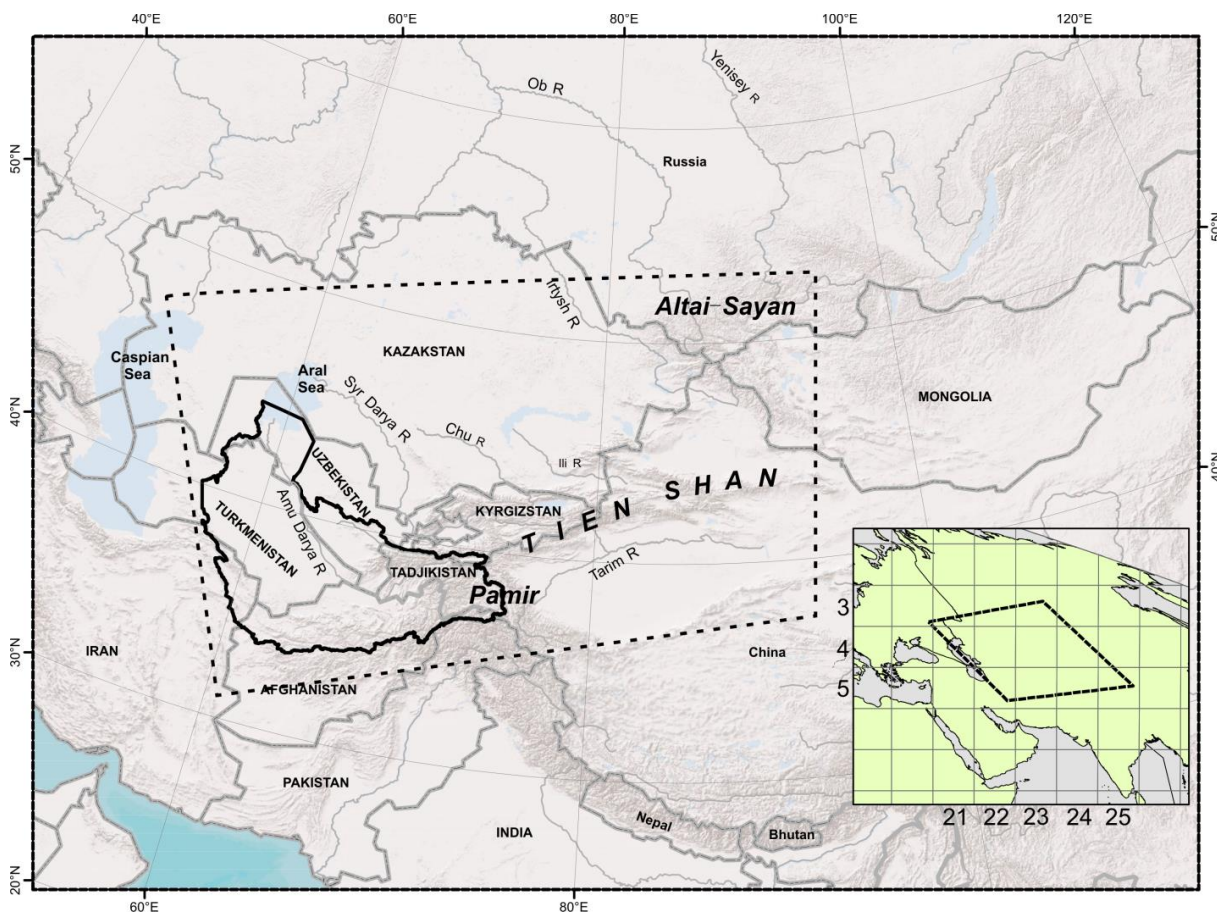 40°E
60°E
80°E
100°E
120°E
Ob R
Yenisey R
50°N
Russia
50°N
Irtysh R
Altai Sayan
Caspian
Sea
KAZAKSTAN
Aral
Sea
MONGOLIA
Syr Darya R
40°N
Chu R
Ili R
40°N
UZBEKISTAN
TIEN SHAN
KYRGIZSTAN
TURKMENISTAN
Amu Darya R
TADJIKISTAN
Tarim R
Pamir
3
4
5
30°N
IRAN
China
AFGHANISTAN
PAKISTAN
INDIA
Nepal
Bhutan
21 22 23 24 25
20°N
60°E
80°E